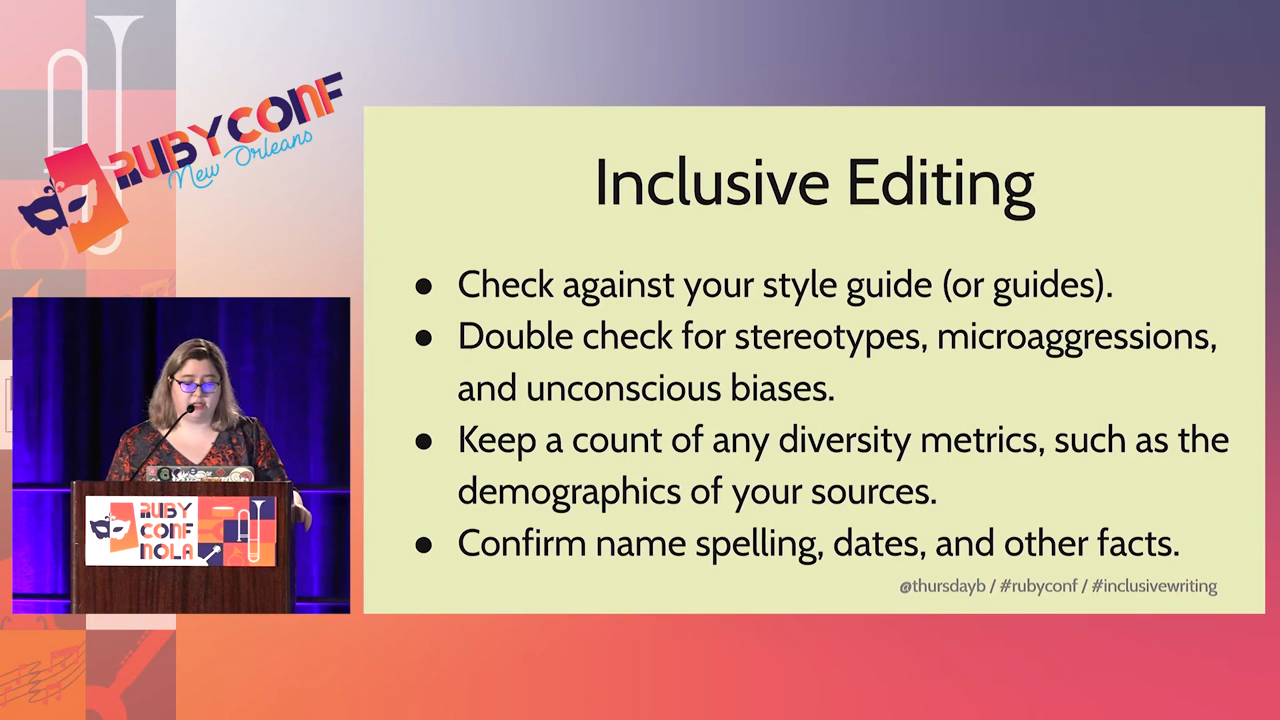 RUBYCONF
New Orleans
Inclusive Editing
● Check against your style guide (or guides).
● Double check for stereotypes, microaggressions,
and unconscious biases.
● Keep a count of any diversity metrics, such as the
demographics of your sources.
● Confirm name spelling, dates, and other facts.
@thursdayb / #rubyconf / #inclusivewriting
RUBY
CONF
NOLA